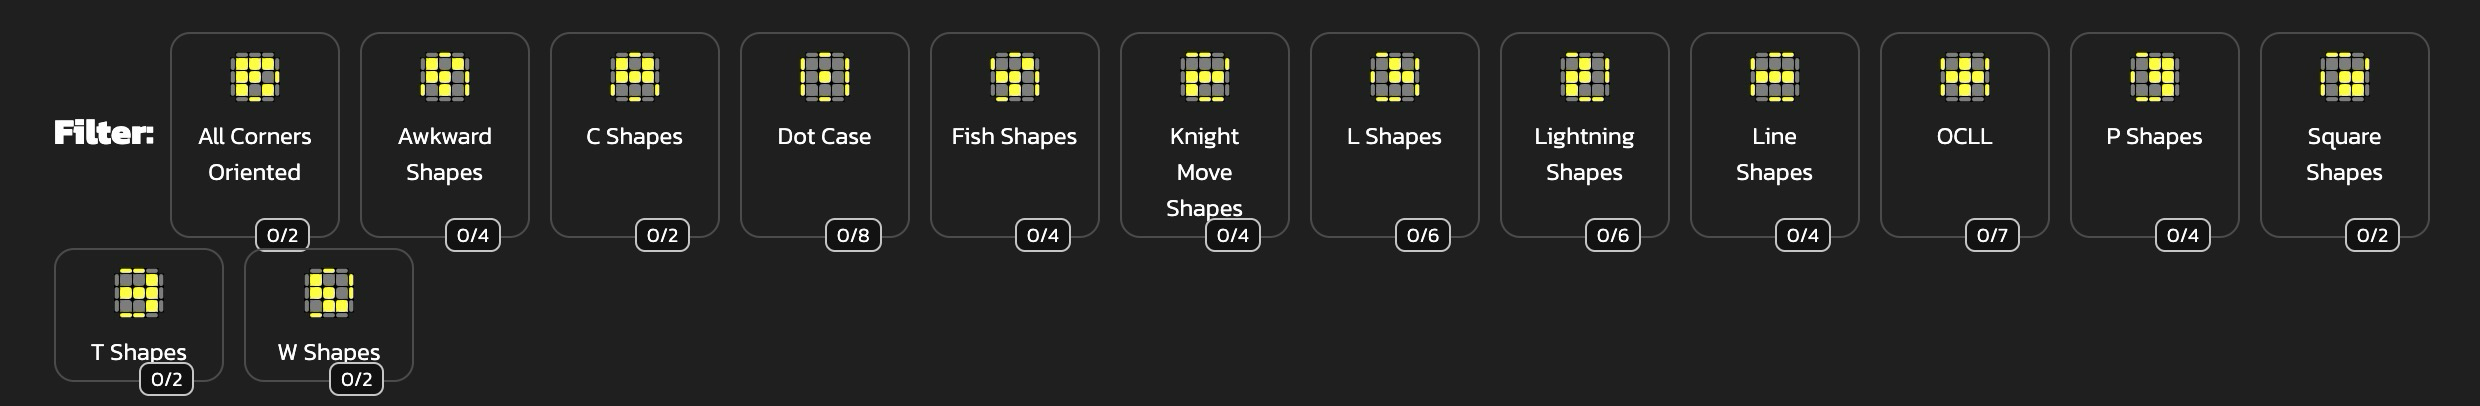 Filter:
All Corners
Oriented
0/2
Awkward
Shapes
0/4
C Shapes
0/2
Dot Case
0/8
Fish Shapes
0/4
Knight
Move
Shapes
0/4
L Shapes
0/6
Lightning
Shapes
0/6
Line
Shapes
0/4
OCLL
0/7
P Shapes
0/4
Square
Shapes
0/2
T Shapes
0/2
W Shapes
0/2